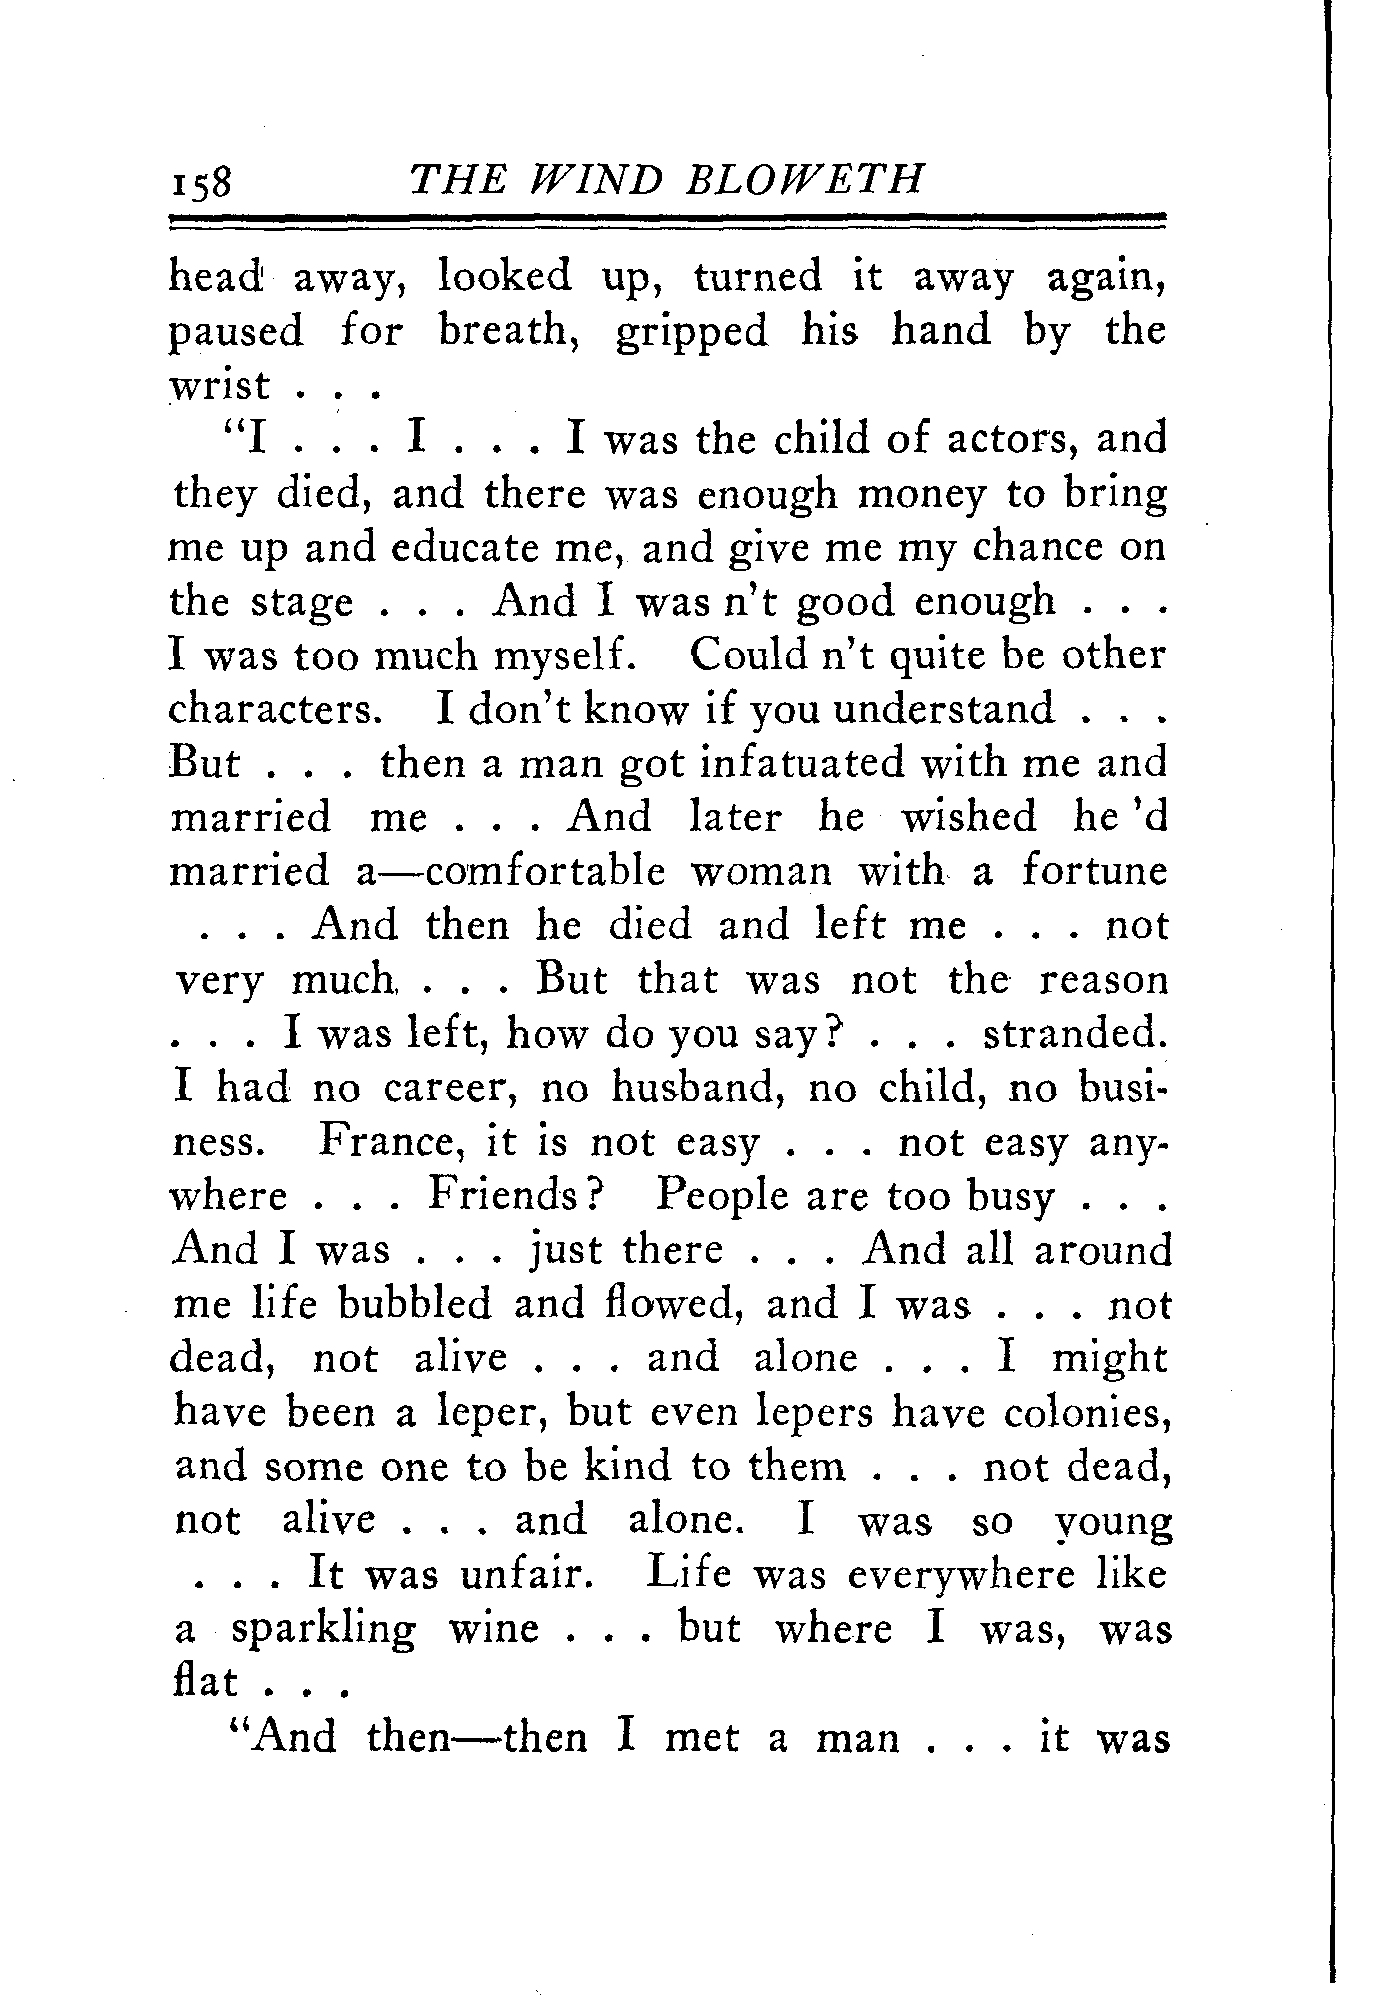 158 THE WIND BLOWETH
head away, looked up, turned it away again,
paused for breath, gripped his hand by the
wrist . . .
"I . . . I . . . I was the child of actors, and
they died, and there was enough money to bring
me up and educate me, and give me my chance on
the stage . . . And I was n't good enough . . .
I was too much myself. Could n't quite be other
characters. I don't know if you understand . . .
But . . . then a man got infatuated with me and
married me . . . And later he wished he 'd
married a—comfortable woman with a fortune
. . . And then he died and left me . . . not
very much, . . . But that was not the reason
. . . I was left, how do you say? . . . stranded.
I had no career, no husband, no child, no busi-
ness. France, it is not easy . . . not easy any-
where . . . Friends? People are too busy . . .
And I was . . . just there . . . And all around
me life bubbled and flowed, and I was . . . not
dead, not alive . . . and alone . . . I might
have been a leper, but even lepers have colonies,
and some one to be kind to them . . . not dead,
not alive . . . and alone. I was so young
. . . It was unfair. Life was everywhere like
a sparkling wine . . . but where I was, was
flat . . .
"And then—then I met a man . . . it was